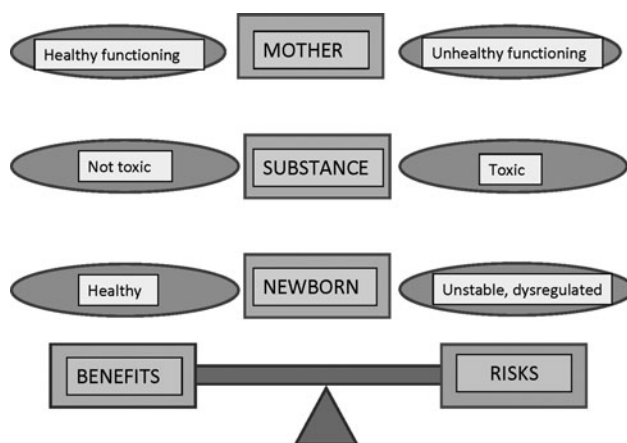 Healthy functioning MOTHER Unhealthy functioning
Not toxic SUBSTANCE Toxic
Healthy NEWBORN Unstable, dysregulated
BENEFITS RISKS